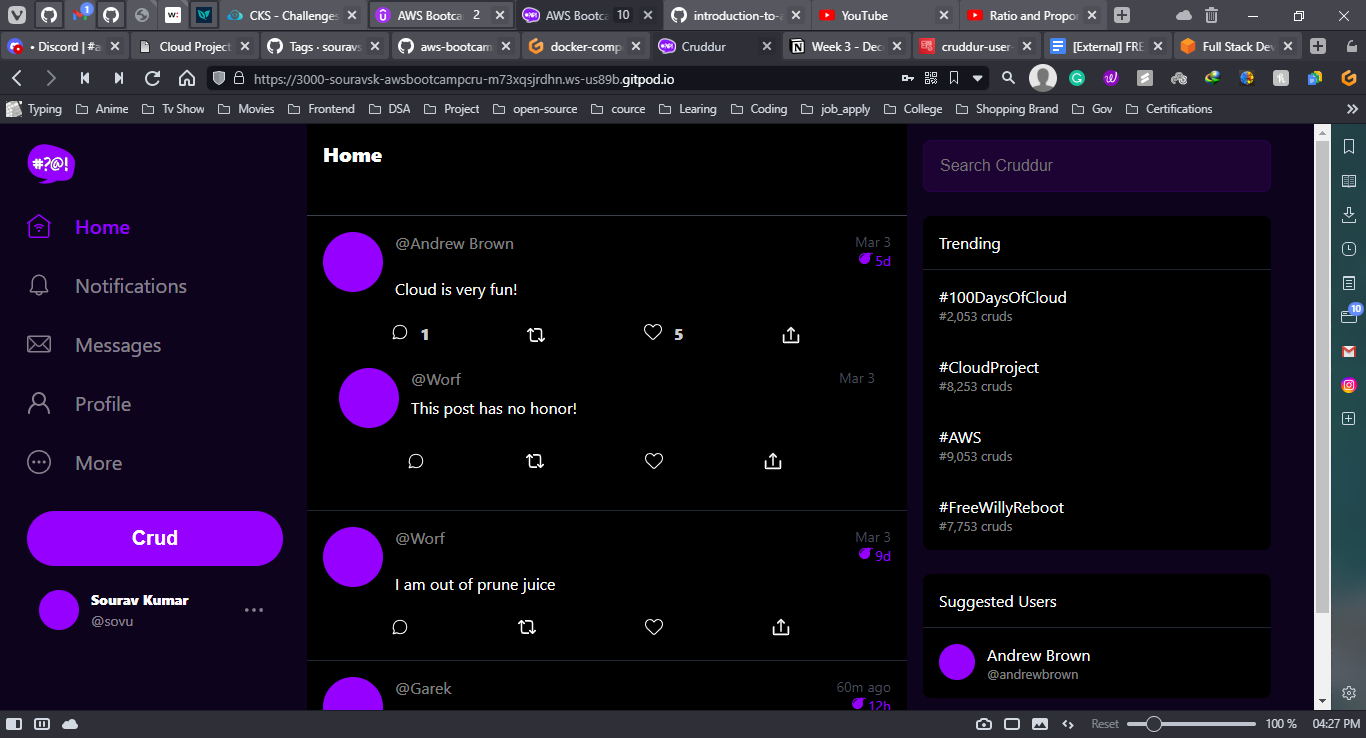 CKS - Challenges
AWS Bootca 2
AWS Bootca 10
introduction-to-a
YouTube
Ratio and Propor
• Discord | #a
Cloud Project
Tags · souravs
aws-bootcam
docker-comp
Cruddur
Week 3 - Dec
cruddur-user-
[External] FRE
Full Stack Dev
https://3000-souravsk-awsbootcampcru-m73xqsjrdhn.ws-us89b.gitpod.io
Typing Anime Tv Show Movies Frontend DSA Project open-source cource Learing Coding job_apply College Shopping Brand Gov Certifications
#?@!
Home
Notifications
Messages
Profile
More
Crud
Sourav Kumar
@sovu
Home
@Andrew Brown Mar 3
5d
Cloud is very fun!
1 5
@Worf Mar 3
This post has no honor!
@Worf Mar 3
9d
I am out of prune juice
@Garek 60m ago
12h
Search Cruddur
Trending
#100DaysOfCloud
#2,053 cruds
#CloudProject
#8,253 cruds
#AWS
#9,053 cruds
#FreeWillyReboot
#7,753 cruds
Suggested Users
Andrew Brown
@andrewbrown
10
Reset 100 % 04:27 PM